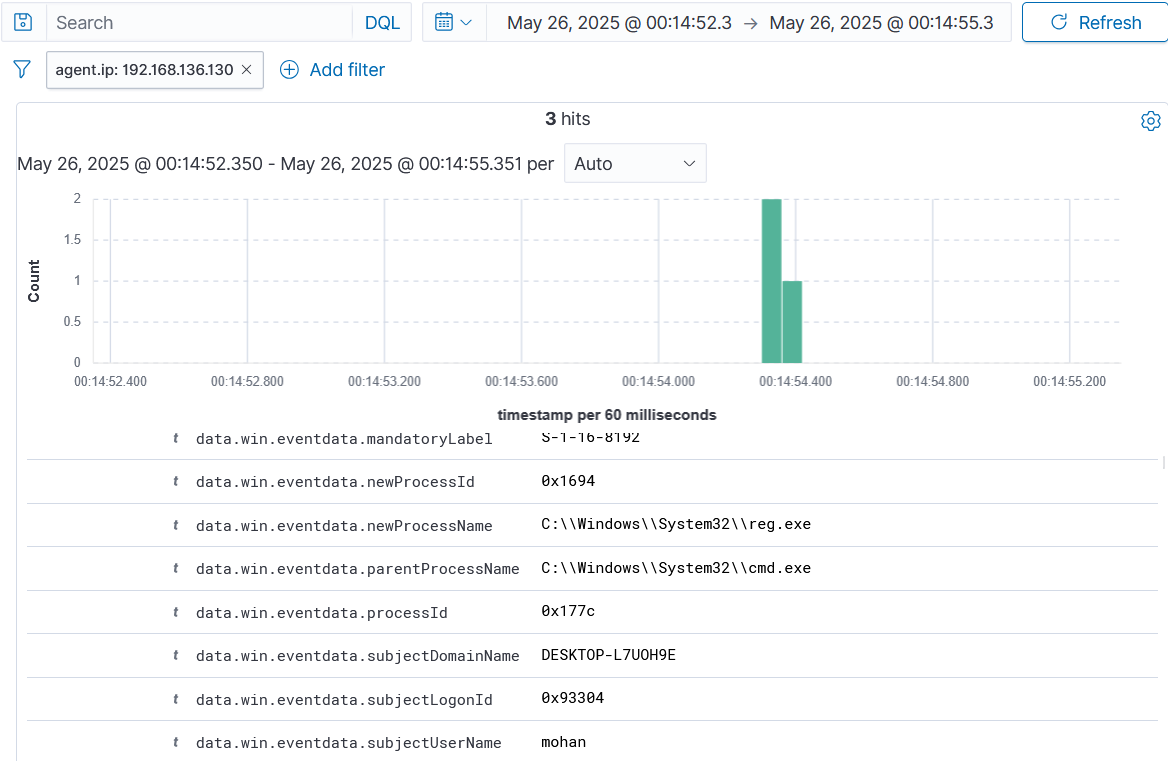 Search DQL May 26, 2025 @ 00:14:52.3 → May 26, 2025 @ 00:14:55.3 Refresh
agent.ip: 192.168.136.130 × Add filter
3 hits
May 26, 2025 @ 00:14:52.350 - May 26, 2025 @ 00:14:55.351 per Auto
Count
2
1.5
1
0.5
0
00:14:52.400 00:14:52.800 00:14:53.200 00:14:53.600 00:14:54.000 00:14:54.400 00:14:54.800 00:14:55.200
timestamp per 60 milliseconds
t data.win.eventdata.mandatoryLabel S-1-16-8192
t data.win.eventdata.newProcessId 0x1694
t data.win.eventdata.newProcessName C:\\Windows\\System32\\reg.exe
t data.win.eventdata.parentProcessName C:\\Windows\\System32\\cmd.exe
t data.win.eventdata.processId 0x177c
t data.win.eventdata.subjectDomainName DESKTOP-L7UOH9E
t data.win.eventdata.subjectLogonId 0x93304
t data.win.eventdata.subjectUserName mohan